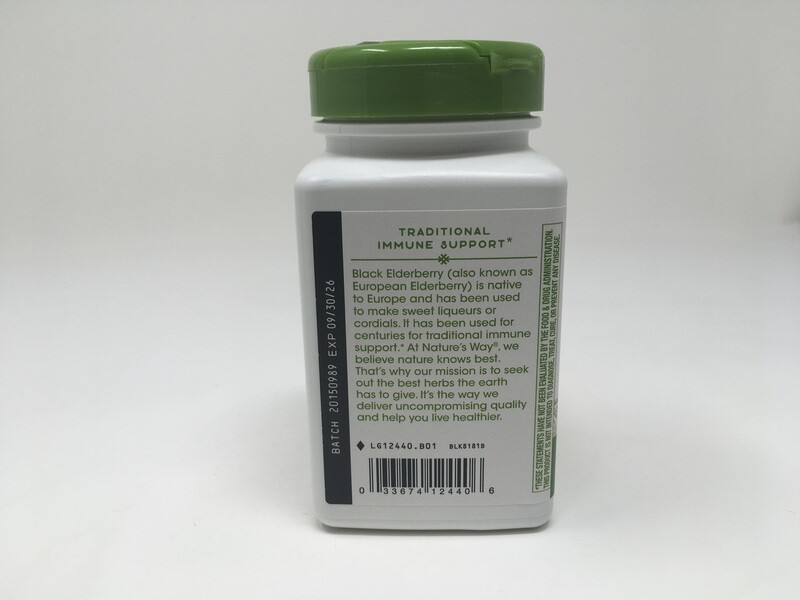 BATCH 20150989 EXP 09/30/26
TRADITIONAL
IMMUNE SUPPORT*
Black Elderberry (also known as
European Elderberry) is native
to Europe and has been used
to make sweet liqueurs or
cordials. It has been used for
centuries for traditional immune
support.* At Nature's Way®, we
believe nature knows best.
That's why our mission is to seek
out the best herbs the earth
has to give. It's the way we
deliver uncompromising quality
and help you live healthier.
LG12440.B01 BLK81819
0 33674 12440 6
*THESE STATEMENTS HAVE NOT BEEN EVALUATED BY THE FOOD & DRUG ADMINISTRATION.
THIS PRODUCT IS NOT INTENDED TO DIAGNOSE, TREAT, CURE, OR PREVENT ANY DISEASE.